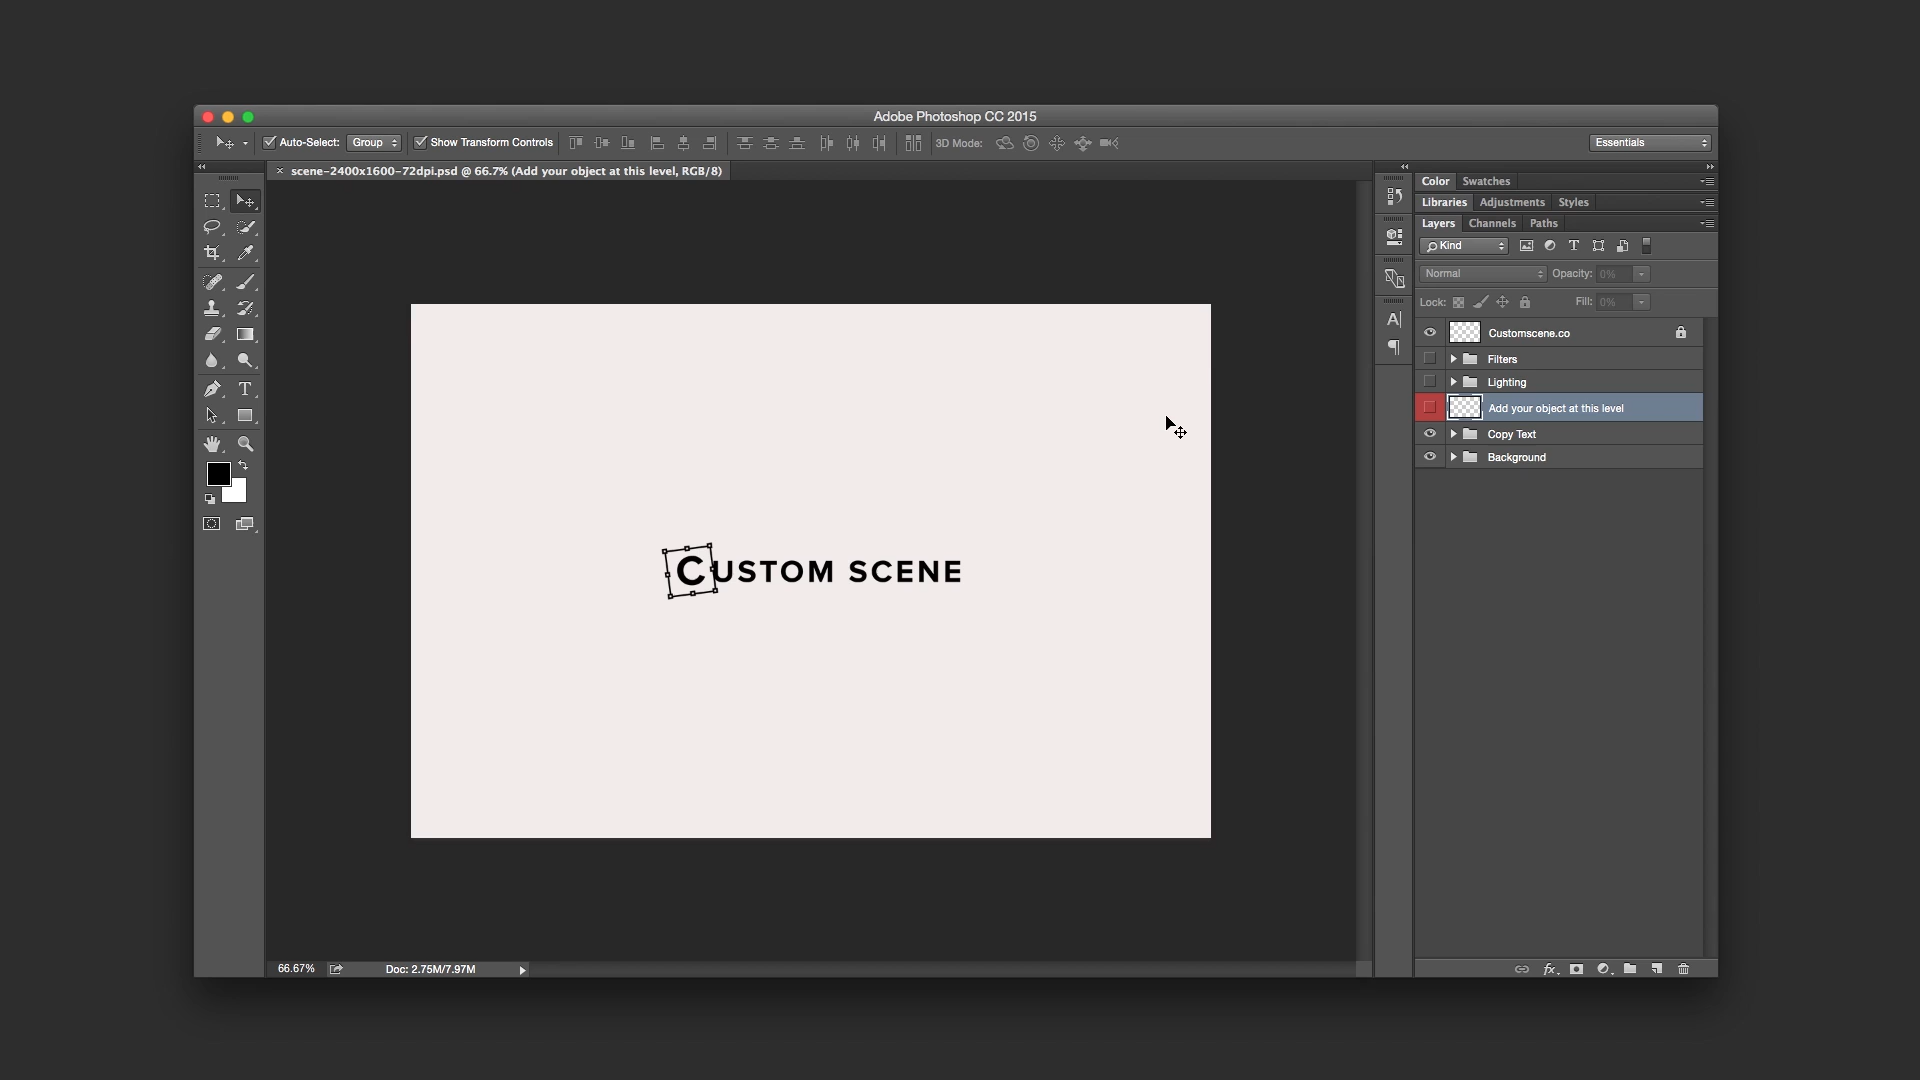 Adobe Photoshop CC 2015
Auto-Select: Group Show Transform Controls 3D Mode: Essentials
scene-2400x1600-72dpi.psd @ 66.7% (Add your object at this level, RGB/8)
Color Swatches
Libraries Adjustments Styles
Layers Channels Paths
Kind
Normal Opacity: 0%
Lock: Fill: 0%
Customscene.co
Filters
Lighting
Add your object at this level
Copy Text
Background
CUSTOM SCENE
66.67% Doc: 2.75M/7.97M